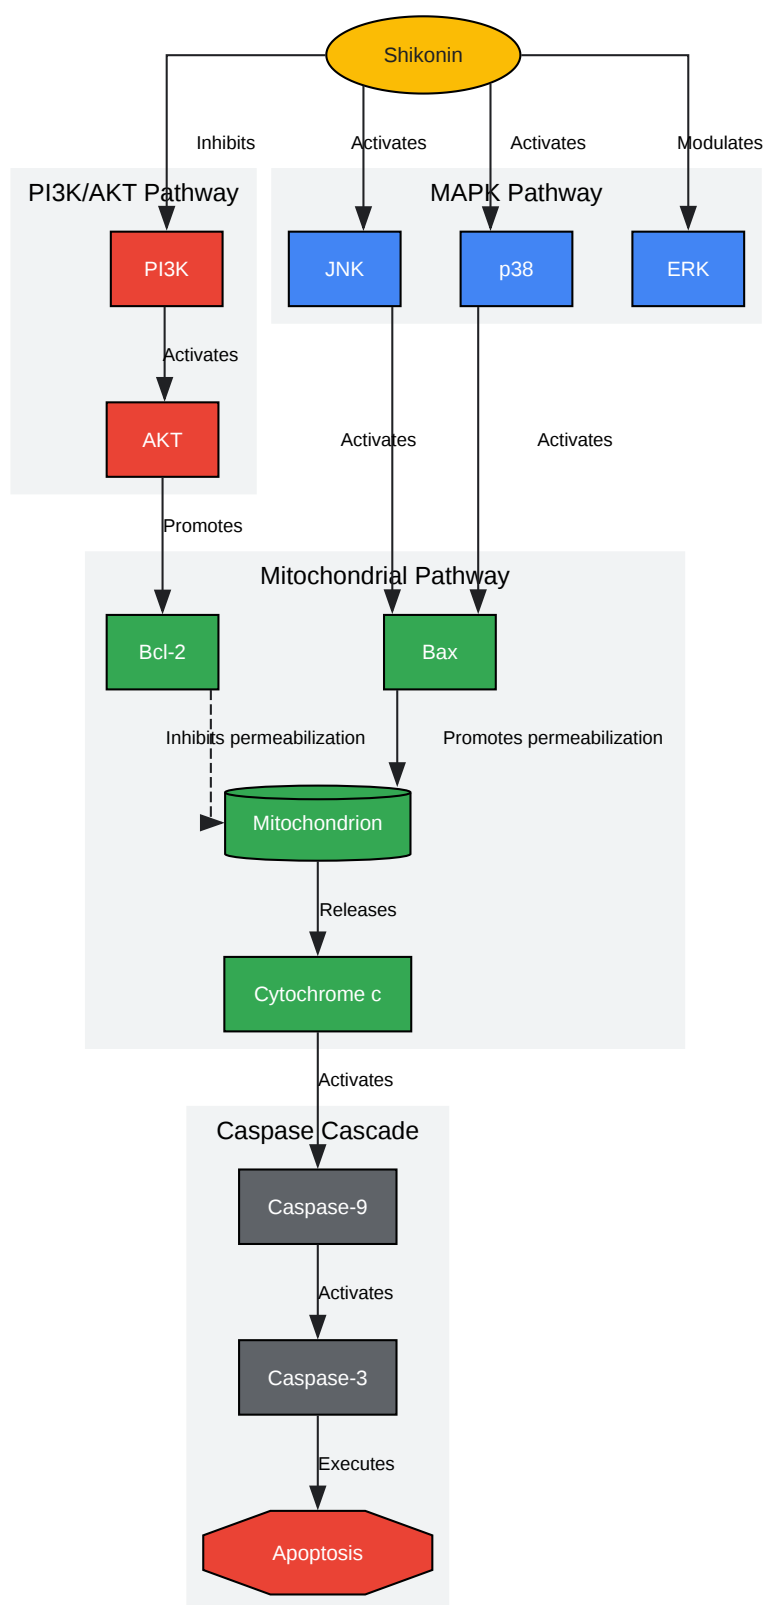 Shikonin
Inhibits
Activates
Activates
Modulates
PI3K/AKT Pathway
MAPK Pathway
PI3K
JNK
p38
ERK
Activates
AKT
Activates
Activates
Promotes
Mitochondrial Pathway
Bcl-2
Bax
Inhibits permeabilization
Promotes permeabilization
Mitochondrion
Releases
Cytochrome c
Activates
Caspase Cascade
Caspase-9
Activates
Caspase-3
Executes
Apoptosis